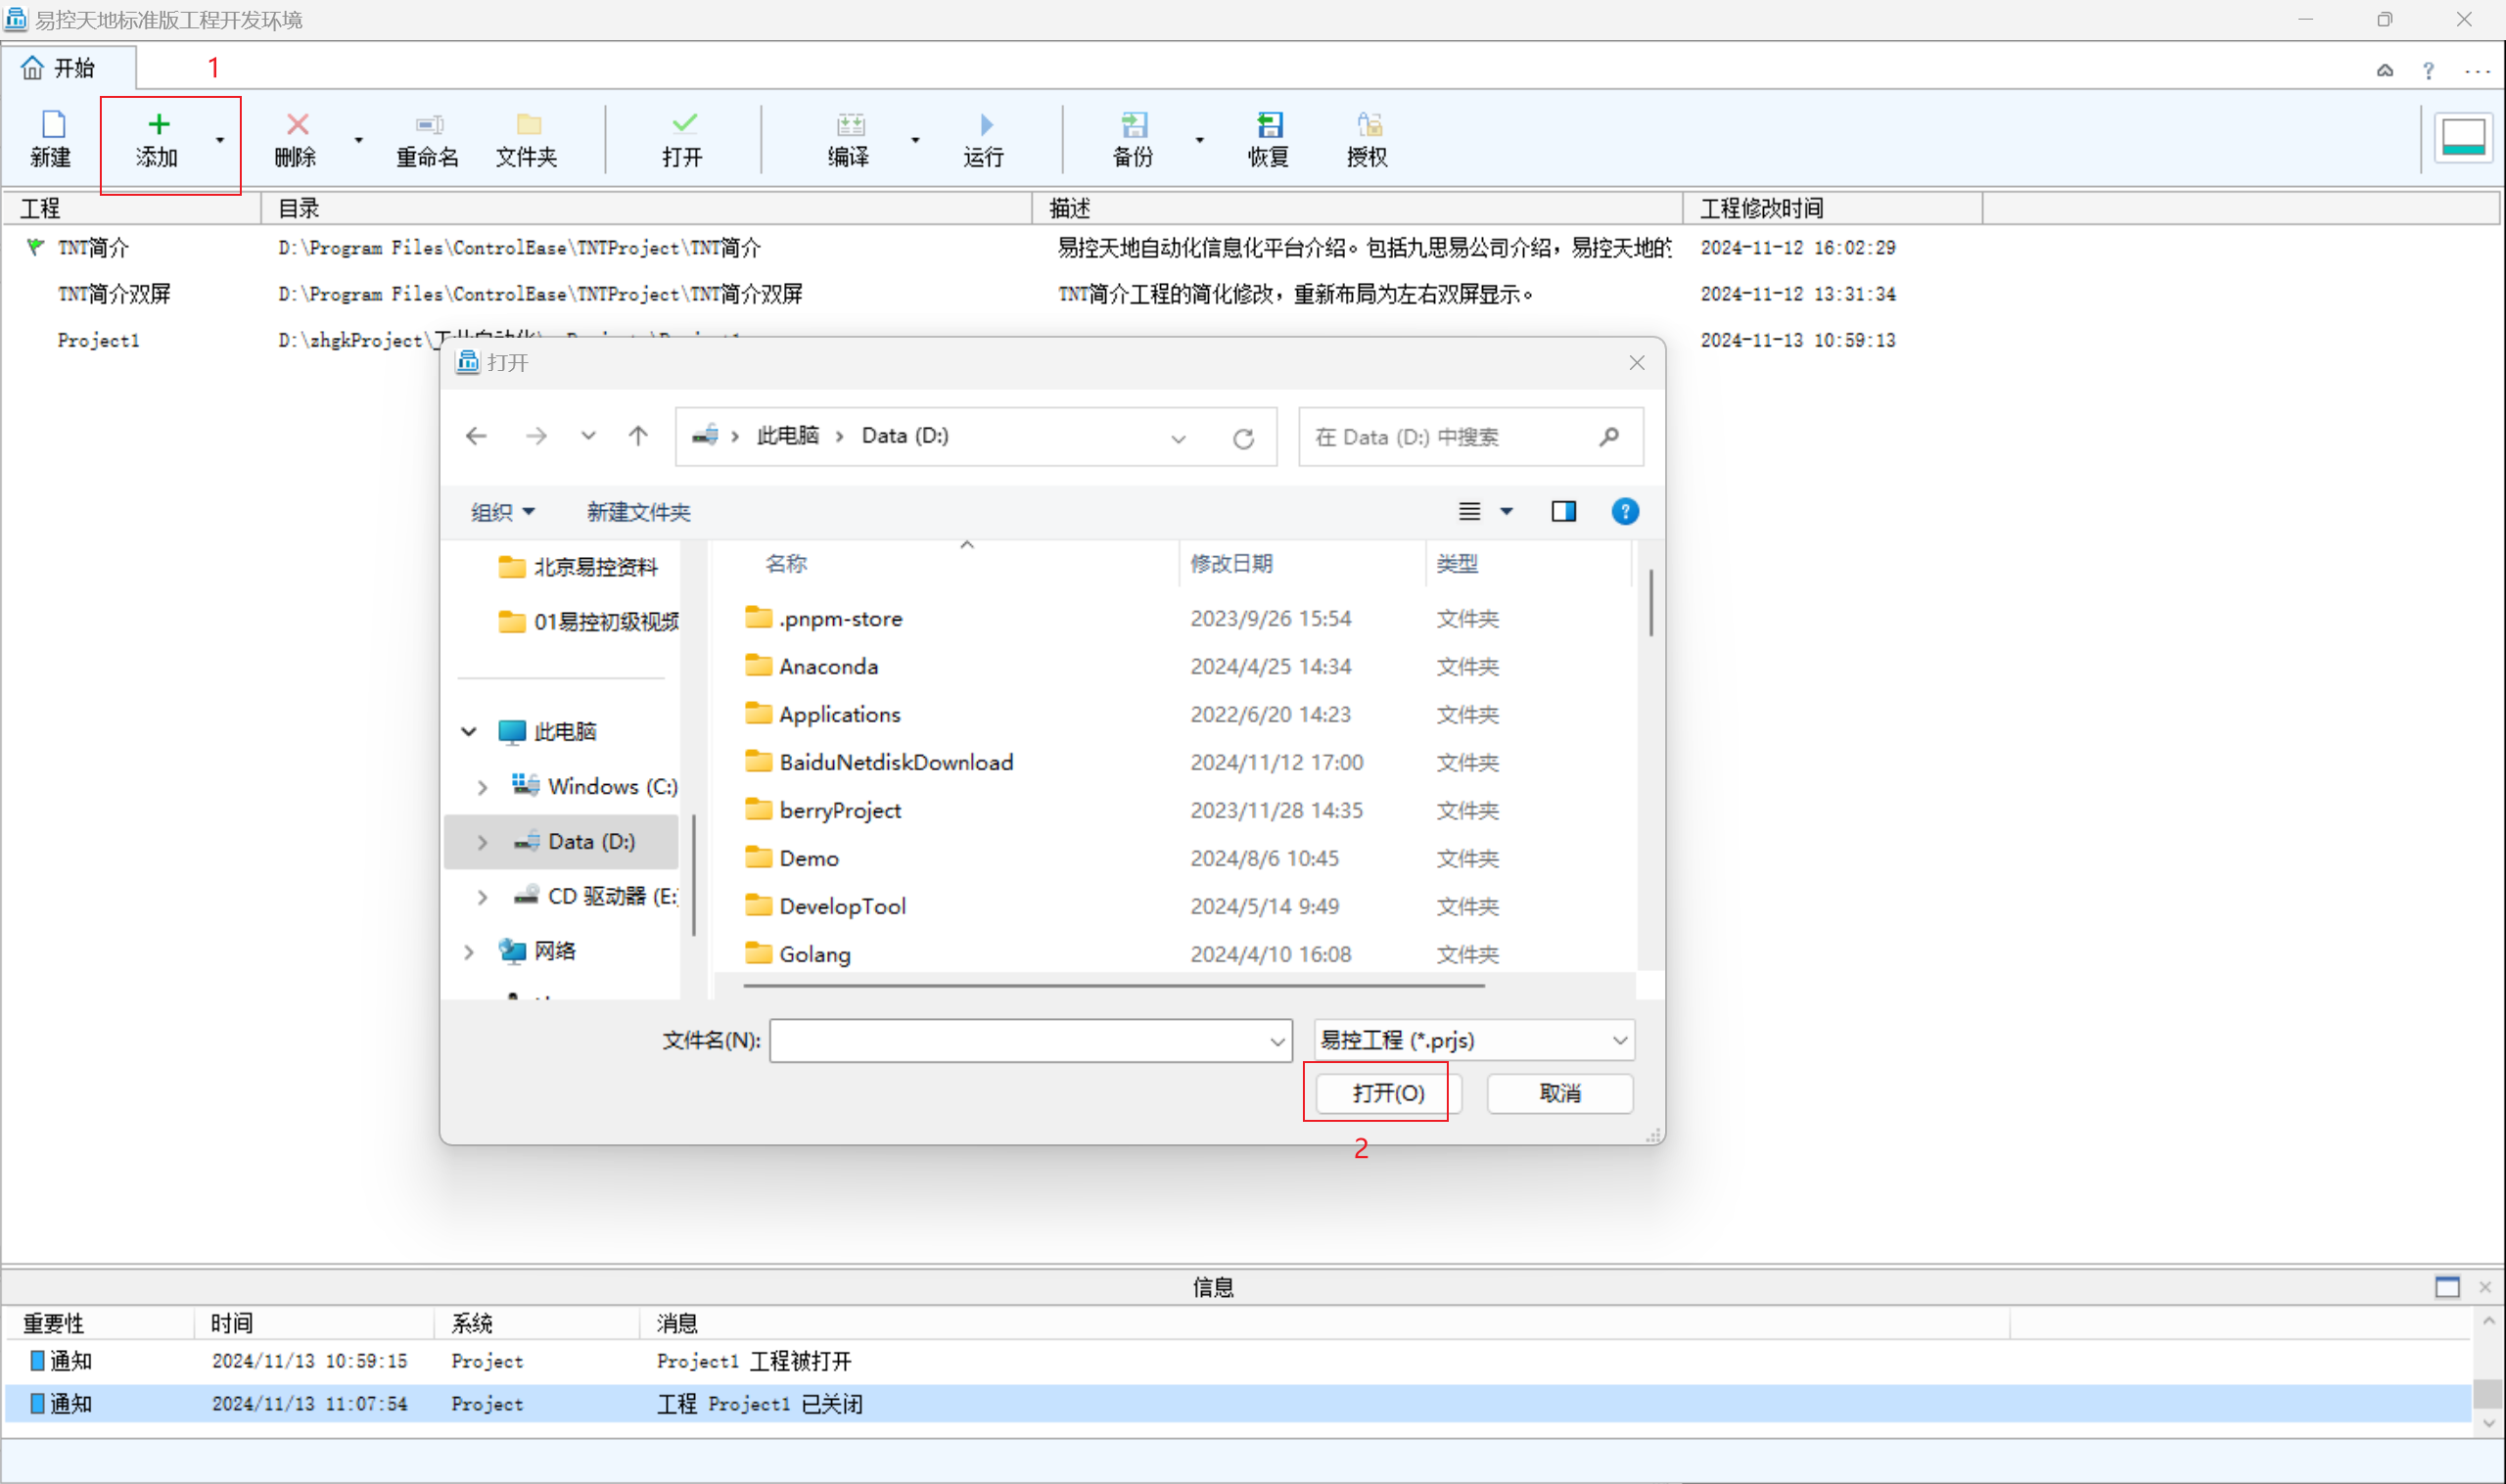 易控天地标准版工程开发环境
开始
1
新建 添加 删除 重命名 文件夹 打开 编译 运行 备份 恢复 授权
工程 目录 描述 工程修改时间
TNT简介 D:\Program Files\ControlEase\TNTProject\TNT简介 易控天地自动化信息化平台介绍。包括九思易公司介绍，易控天地的 2024-11-12 16:02:29
TNT简介双屏 D:\Program Files\ControlEase\TNTProject\TNT简介双屏 TNT简介工程的简化修改，重新布局为左右双屏显示。 2024-11-12 13:31:34
Project1 D:\zhgkProject\工业自动化\ 2024-11-13 10:59:13
打开
此电脑 › Data (D:)
在 Data (D:) 中搜索
组织 新建文件夹
北京易控资料
01易控初级视频
此电脑
Windows (C:)
Data (D:)
CD 驱动器 (E:)
网络
名称 修改日期 类型
.pnpm-store 2023/9/26 15:54 文件夹
Anaconda 2024/4/25 14:34 文件夹
Applications 2022/6/20 14:23 文件夹
BaiduNetdiskDownload 2024/11/12 17:00 文件夹
berryProject 2023/11/28 14:35 文件夹
Demo 2024/8/6 10:45 文件夹
DevelopTool 2024/5/14 9:49 文件夹
Golang 2024/4/10 16:08 文件夹
文件名(N): 易控工程 (*.prjs)
打开(O) 取消
2
信息
重要性 时间 系统 消息
通知 2024/11/13 10:59:15 Project Project1 工程被打开
通知 2024/11/13 11:07:54 Project 工程 Project1 已关闭